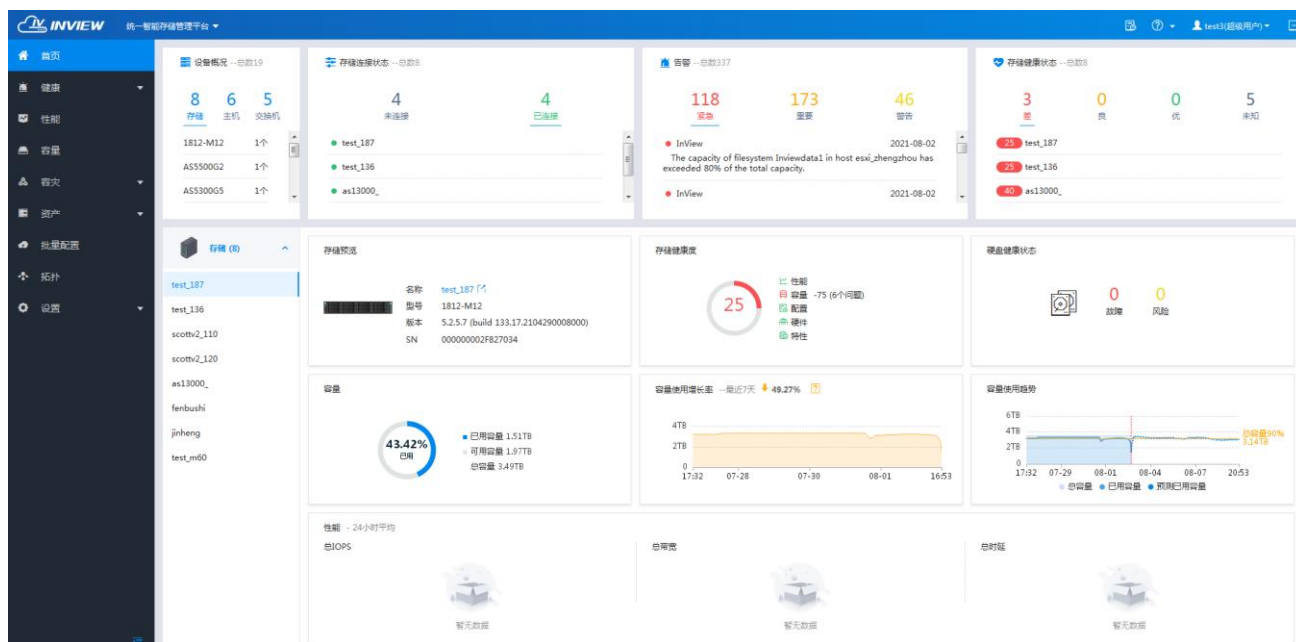 INVIEW 统一智能存储管理平台
test3(超级用户)
首页
健康
性能
容量
容灾
资产
批量配置
拓扑
设置
设备概况 --总数19
8 6 5
存储 主机 交换机
1812-M12 1个
AS5500G2 1个
AS5300G5 1个
存储连接状态 --总数8
4 4
未连接 已连接
test_187
test_136
as13000_
告警 --总数337
118 173 46
紧急 重要 警告
InView 2021-08-02
The capacity of filesystem Inviewdata1 in host esxi_zhengzhou has
exceeded 80% of the total capacity.
InView 2021-08-02
存储健康状态 --总数8
3 0 0 5
差 良 优 未知
25 test_187
25 test_136
40 as13000_
存储 (8)
test_187
test_136
scottv2_110
scottv2_120
as13000_
fenbushi
jinheng
test_m60
存储预览
名称 test_187
型号 1812-M12
版本 5.2.5.7 (build 133.17.2104290008000)
SN 000000002F827034
存储健康度
25
性能
容量 -75 (6个问题)
配置
硬件
特性
硬盘健康状态
0 0
故障 风险
容量
43.42%
已用
已用容量 1.51TB
可用容量 1.97TB
总容量 3.49TB
容量使用增长率 --最近7天 49.27% ?
4TB
2TB
0
17:32 07-28 07-30 08-01 16:53
容量使用趋势
6TB
4TB
2TB
0
总容量90%
3.14TB
17:32 07-29 08-01 08-04 08-07 20:53
总容量 已用容量 预测已用容量
性能 - 24小时平均
总IOPS 总带宽 总时延
暂无数据 暂无数据 暂无数据